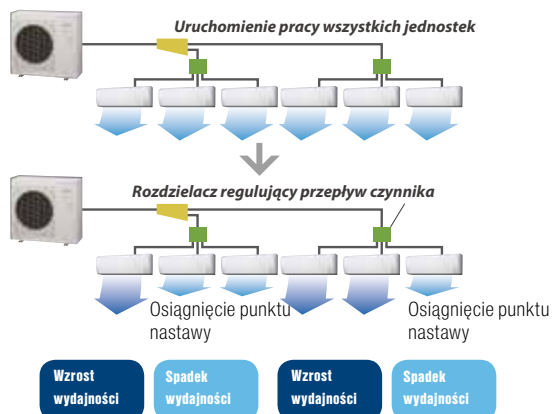 Uruchomienie pracy wszystkich jednostek
Rozdzielacz regulujący przepływ czynnika
Osiągnięcie punktu
nastawy
Osiągnięcie punktu
nastawy
Wzrost
wydajności
Spadek
wydajności
Wzrost
wydajności
Spadek
wydajności